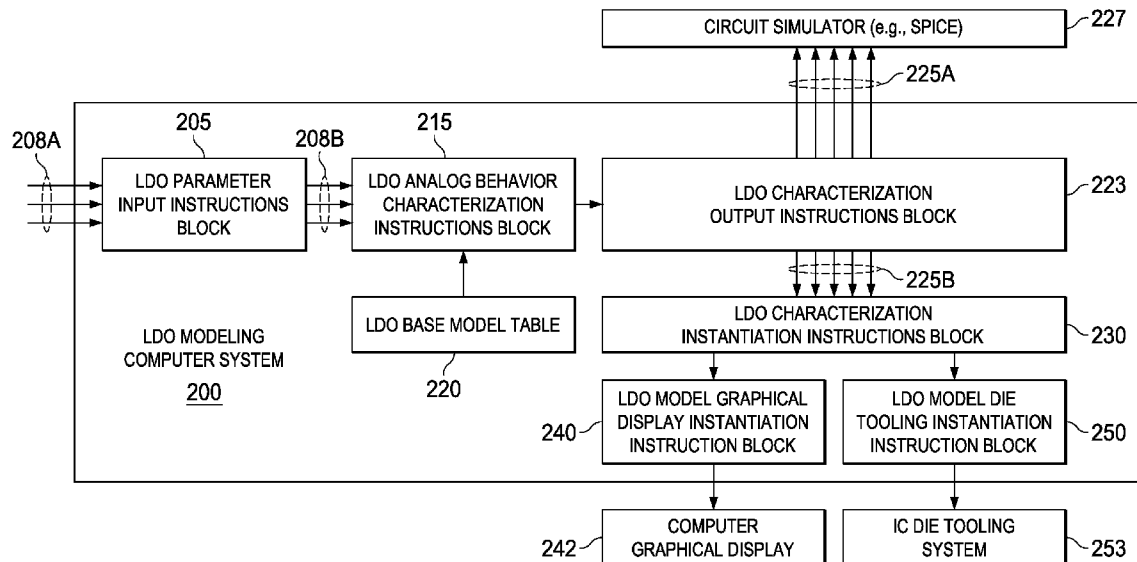 CIRCUIT SIMULATOR (e.g., SPICE)
227
225A
208A
205
208B
215
LDO PARAMETER
INPUT INSTRUCTIONS
BLOCK
LDO ANALOG BEHAVIOR
CHARACTERIZATION
INSTRUCTIONS BLOCK
LDO CHARACTERIZATION
OUTPUT INSTRUCTIONS BLOCK
223
225B
LDO BASE MODEL TABLE
220
LDO CHARACTERIZATION
INSTANTIATION INSTRUCTIONS BLOCK
230
LDO MODELING
COMPUTER SYSTEM
200
240
LDO MODEL GRAPHICAL
DISPLAY INSTANTIATION
INSTRUCTION BLOCK
LDO MODEL DIE
TOOLING INSTANTIATION
INSTRUCTION BLOCK
250
242
COMPUTER
GRAPHICAL DISPLAY
IC DIE TOOLING
SYSTEM
253